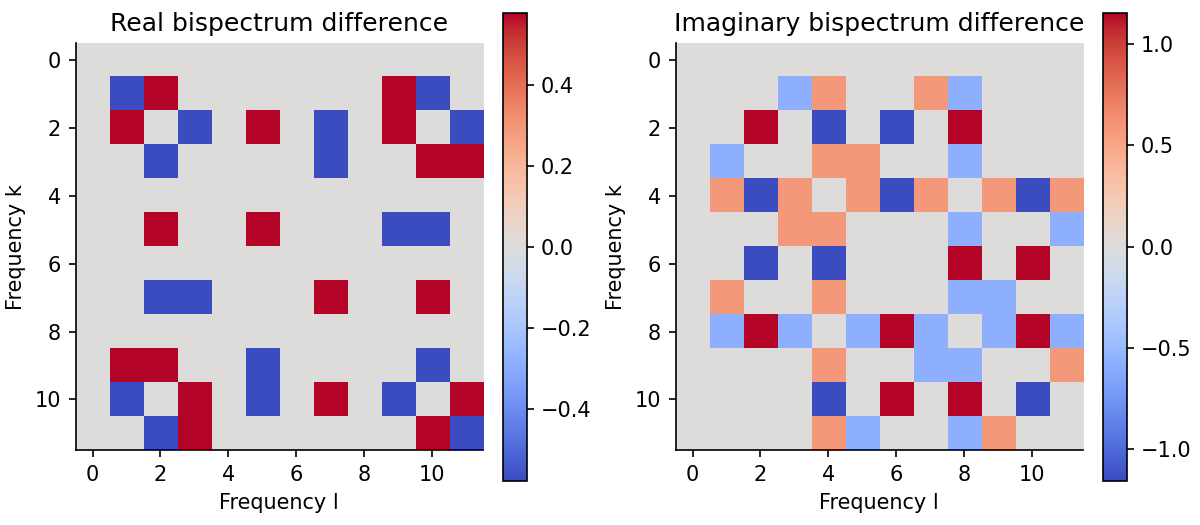 Real bispectrum difference
Imaginary bispectrum difference
Frequency k
0
2
4
6
8
10
0 2 4 6 8 10
Frequency l
0.4
0.2
0.0
−0.2
−0.4
Frequency k
0
2
4
6
8
10
0 2 4 6 8 10
Frequency l
1.0
0.5
0.0
−0.5
−1.0